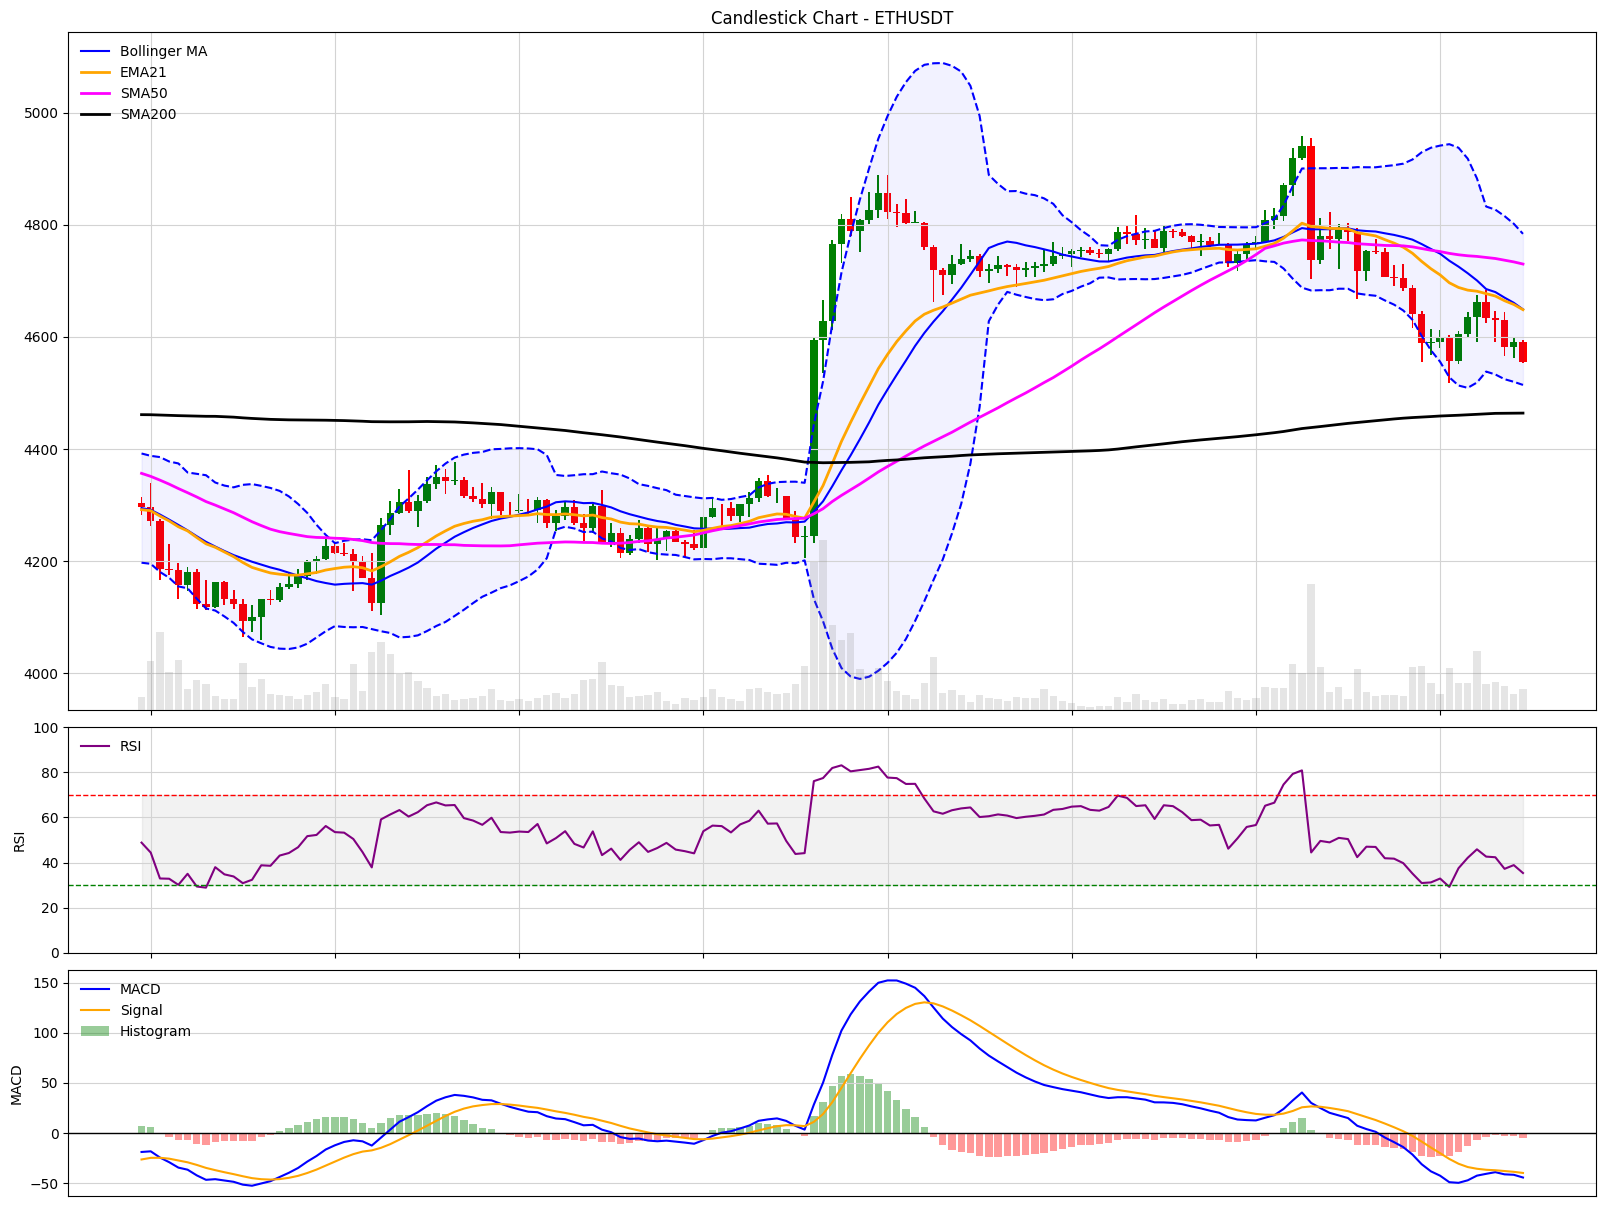 Candlestick Chart - ETHUSDT
Bollinger MA
EMA21
SMA50
SMA200
5000
4800
4600
4400
4200
4000
100
80
60
40
20
0
RSI
RSI
150
100
50
0
−50
MACD
MACD
Signal
Histogram